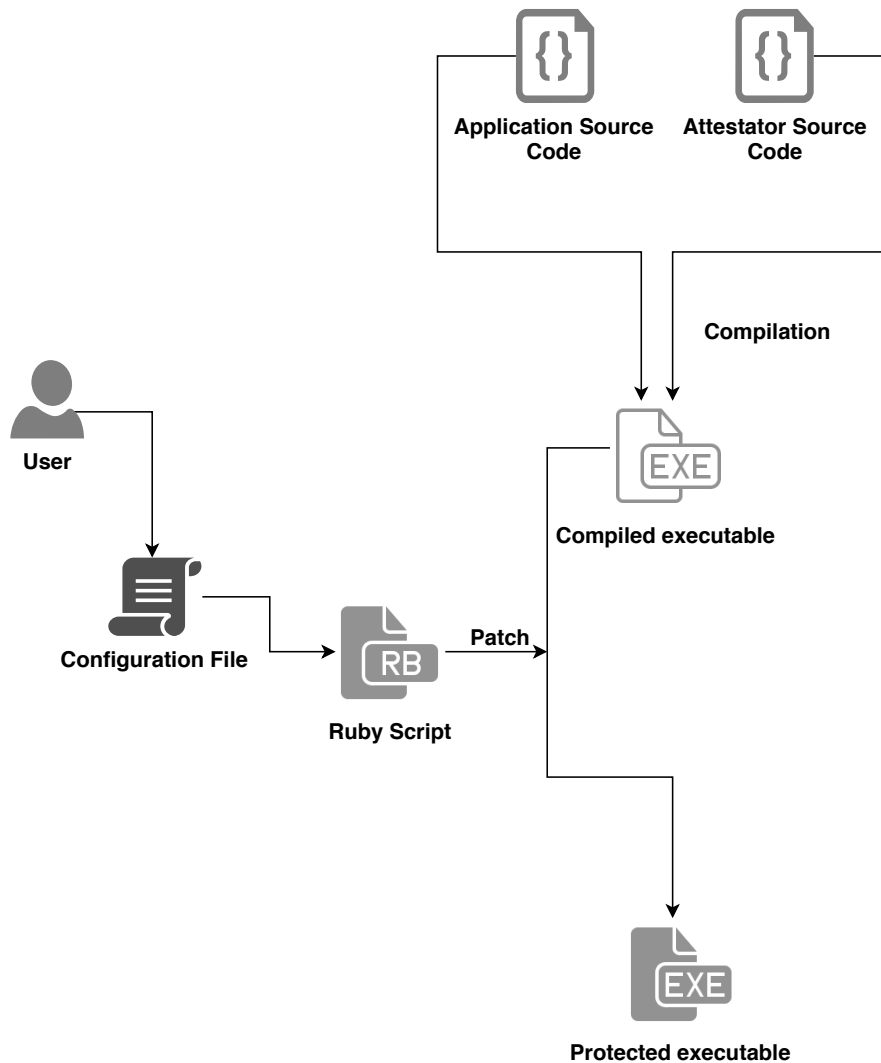 {}
{}
Application Source
Code
Attestator Source
Code
Compilation
User
EXE
Compiled executable
Configuration File
RB
Patch
Ruby Script
EXE
Protected executable